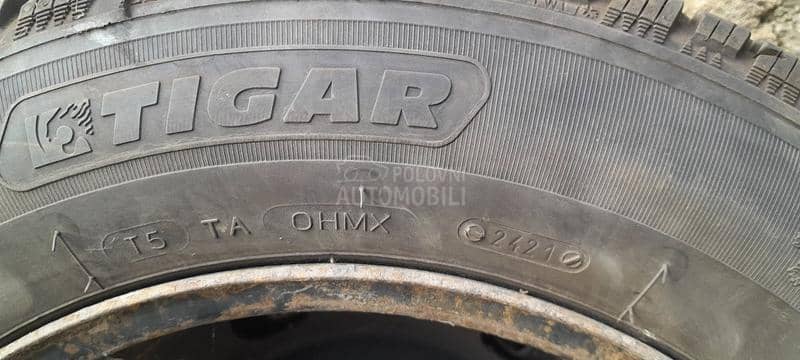 TIGAR
POLOVNI
AUTOMOBILI
T5 TA OHMX 2421